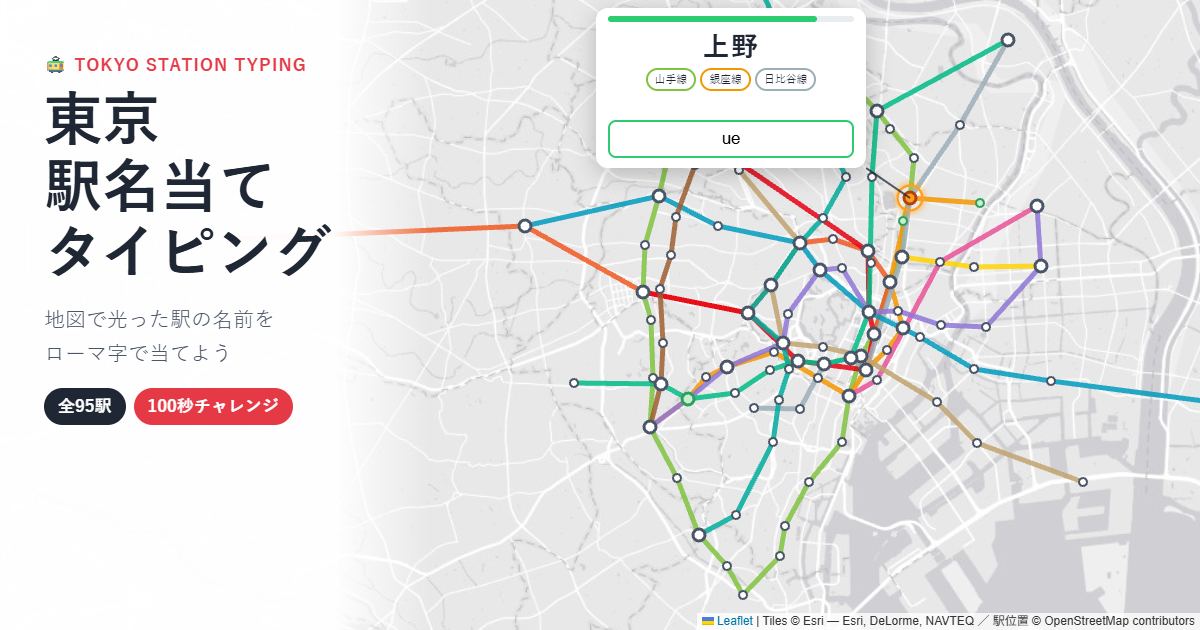 TOKYO STATION TYPING
東京
駅名当て
タイピング
地図で光った駅の名前を
ローマ字で当てよう
全95駅
100秒チャレンジ
上野
山手線
銀座線
日比谷線
ue
Leaflet | Tiles © Esri — Esri, DeLorme, NAVTEQ ／ 駅位置 © OpenStreetMap contributors